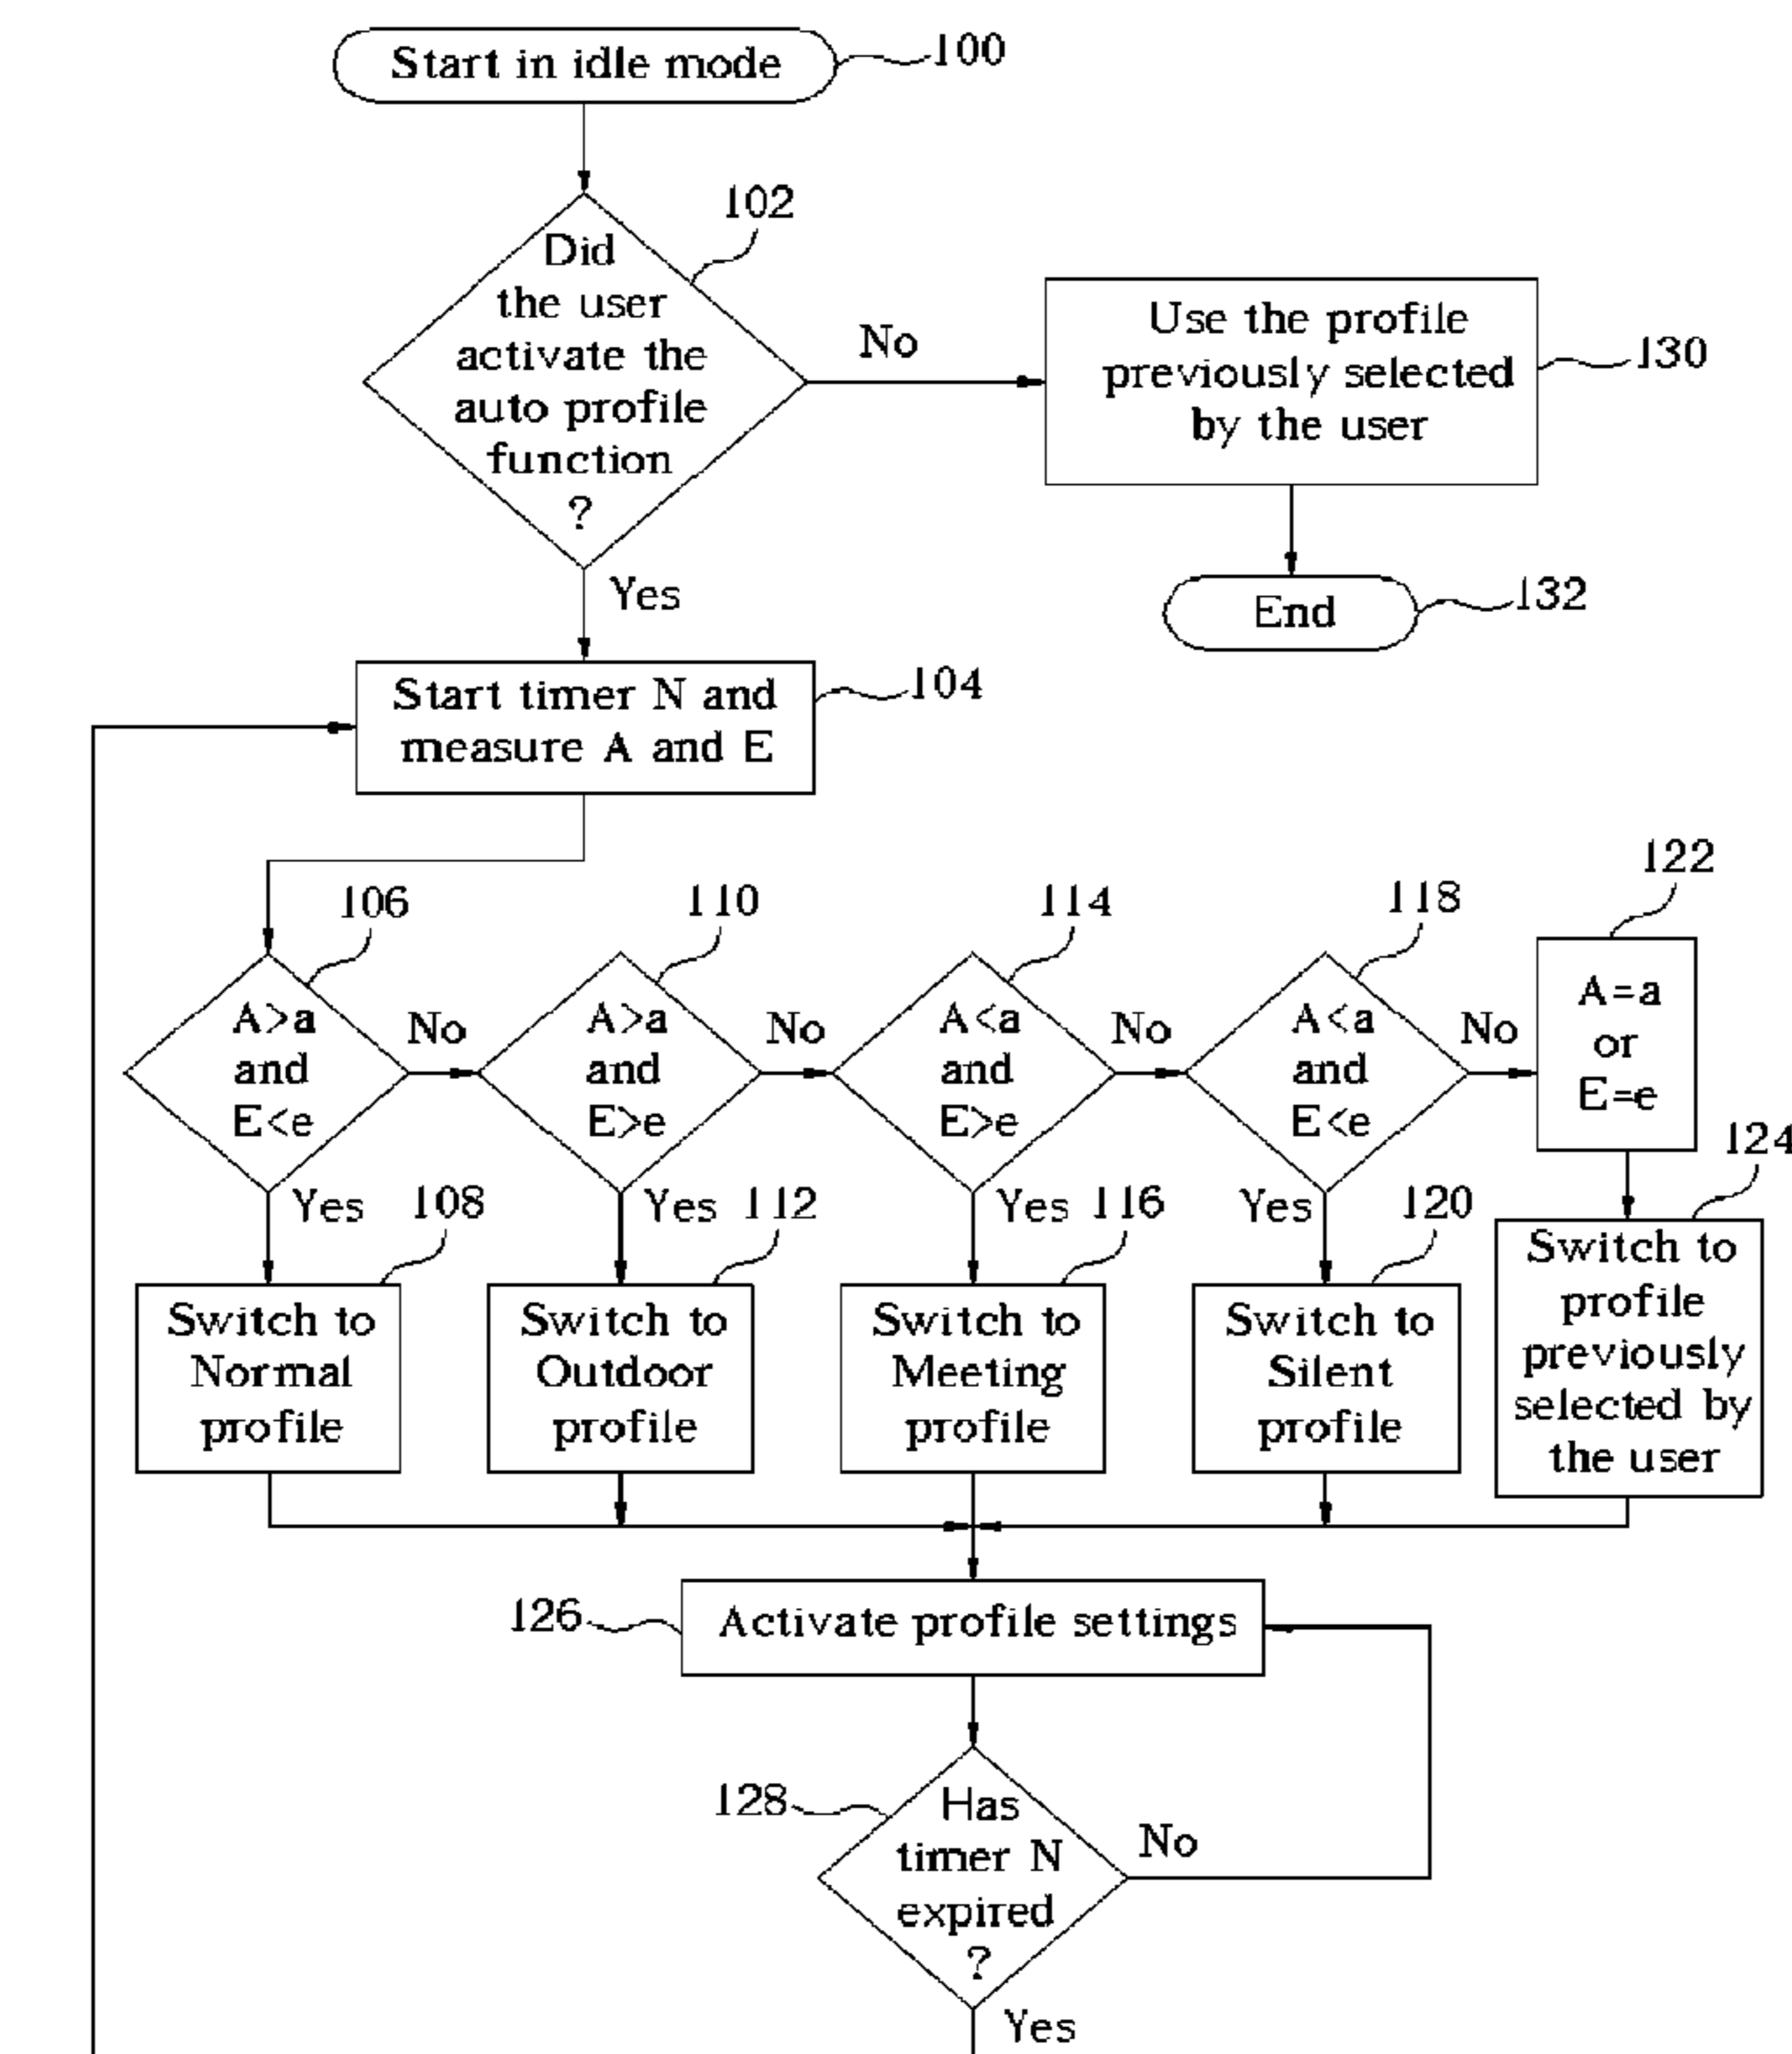 Start in idle mode
100
102
Did
the user
activate the
auto profile
function
?
No
Use the profile
previously selected
by the user
130
Yes
End
132
Start timer N and
measure A and E
104
106
A>a
and
E<e
No
110
A>a
and
E>e
No
114
A<a
and
E>e
No
118
A<a
and
E<e
No
122
A=a
or
E=e
Yes
108
Yes
112
Yes
116
Yes
120
124
Switch to
Normal
profile
Switch to
Outdoor
profile
Switch to
Meeting
profile
Switch to
Silent
profile
Switch to
profile
previously
selected by
the user
126
Activate profile settings
128
Has
timer N
expired
?
No
Yes